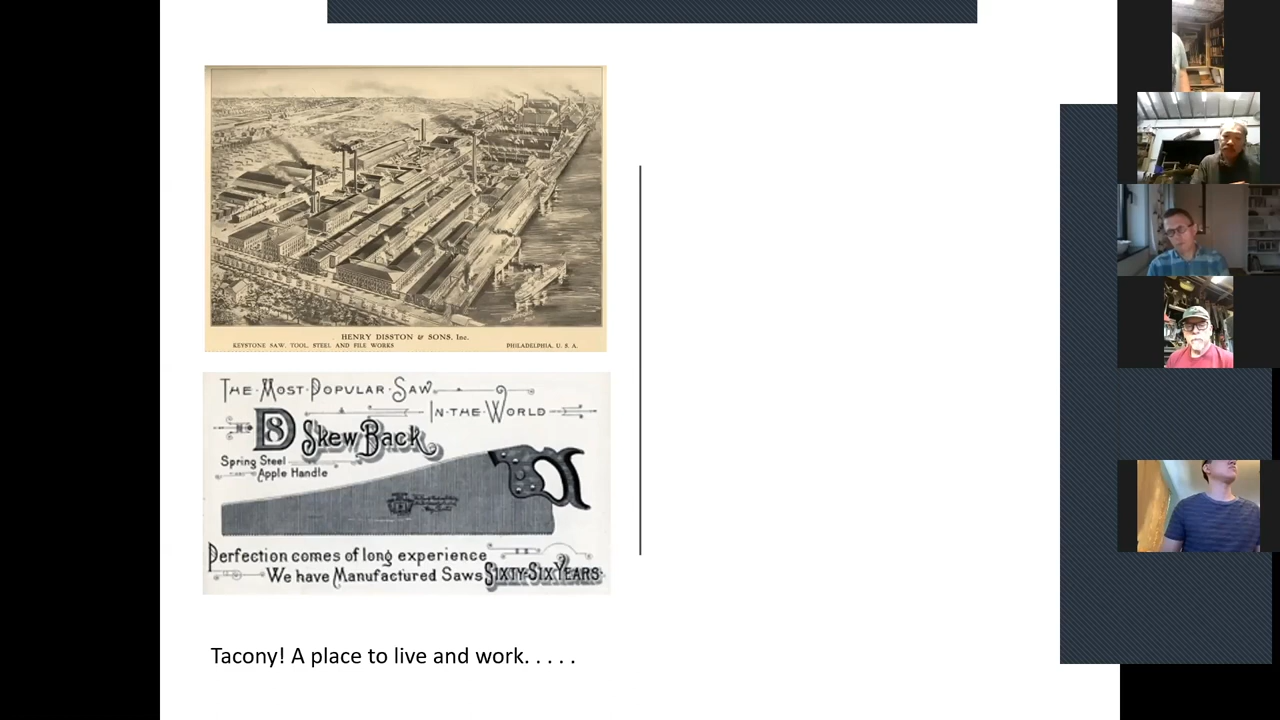 HENRY DISSTON & SONS, Inc.
KEYSTONE SAW, TOOL, STEEL AND FILE WORKS PHILADELPHIA, U. S. A.
THE·MOST·POPULAR·SAW
IN·THE·WORLD
D8 Skew Back
Spring Steel
Apple Handle
Perfection comes of long experience
We have Manufactured Saws SIXTY-SIX YEARS
Tacony! A place to live and work. . . . .